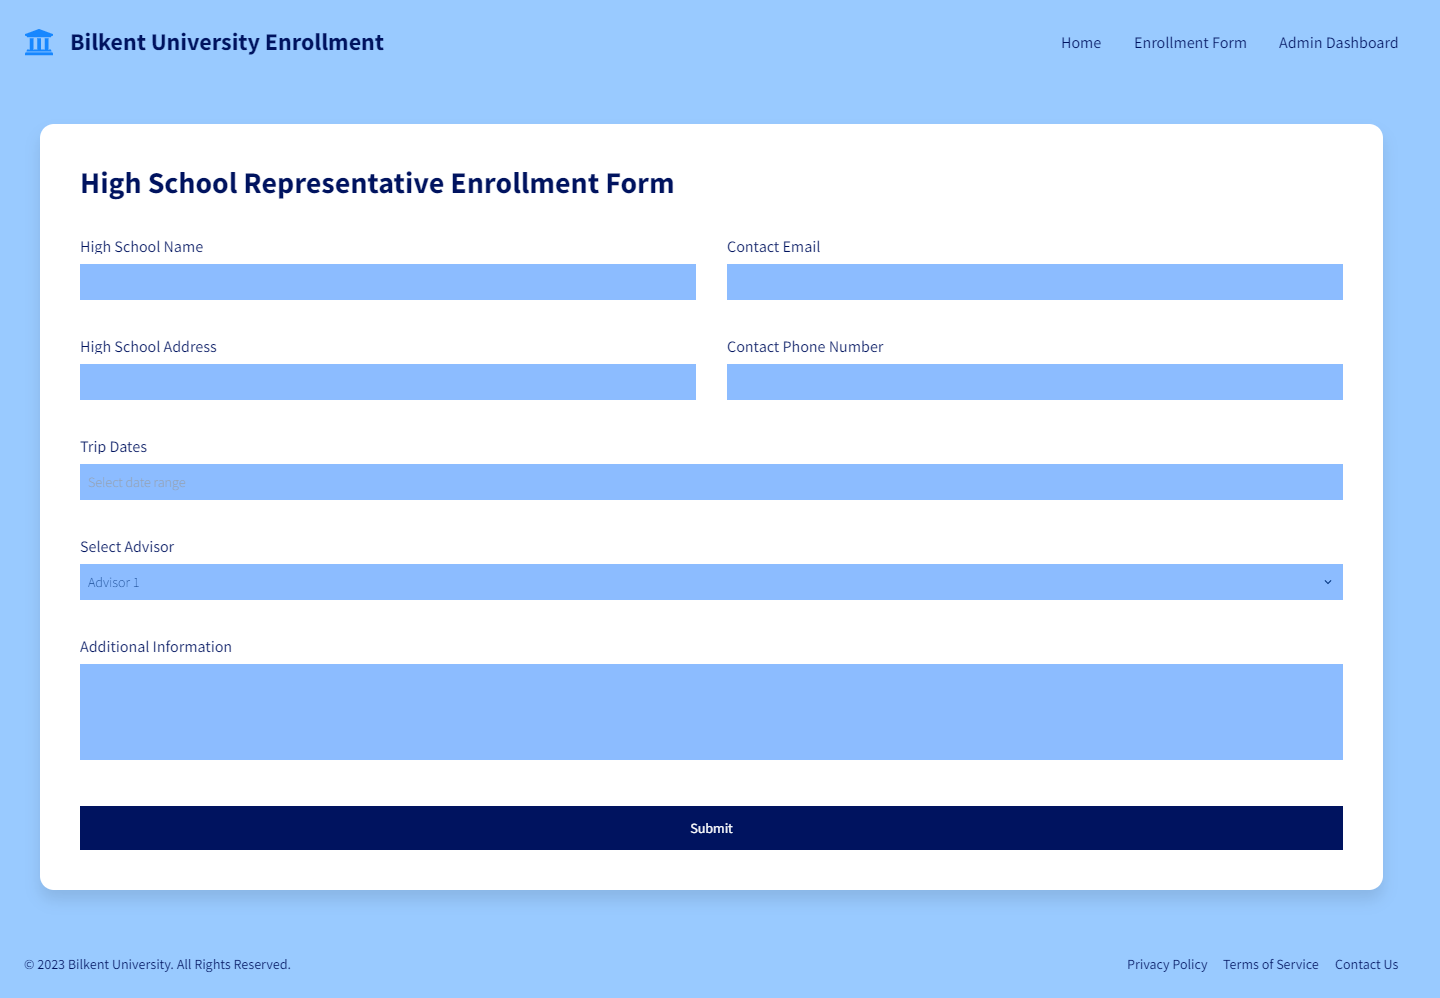 Bilkent University Enrollment
Home Enrollment Form Admin Dashboard
High School Representative Enrollment Form
High School Name Contact Email
High School Address Contact Phone Number
Trip Dates
Select date range
Select Advisor
Advisor 1
Additional Information
Submit
© 2023 Bilkent University. All Rights Reserved. Privacy Policy Terms of Service Contact Us